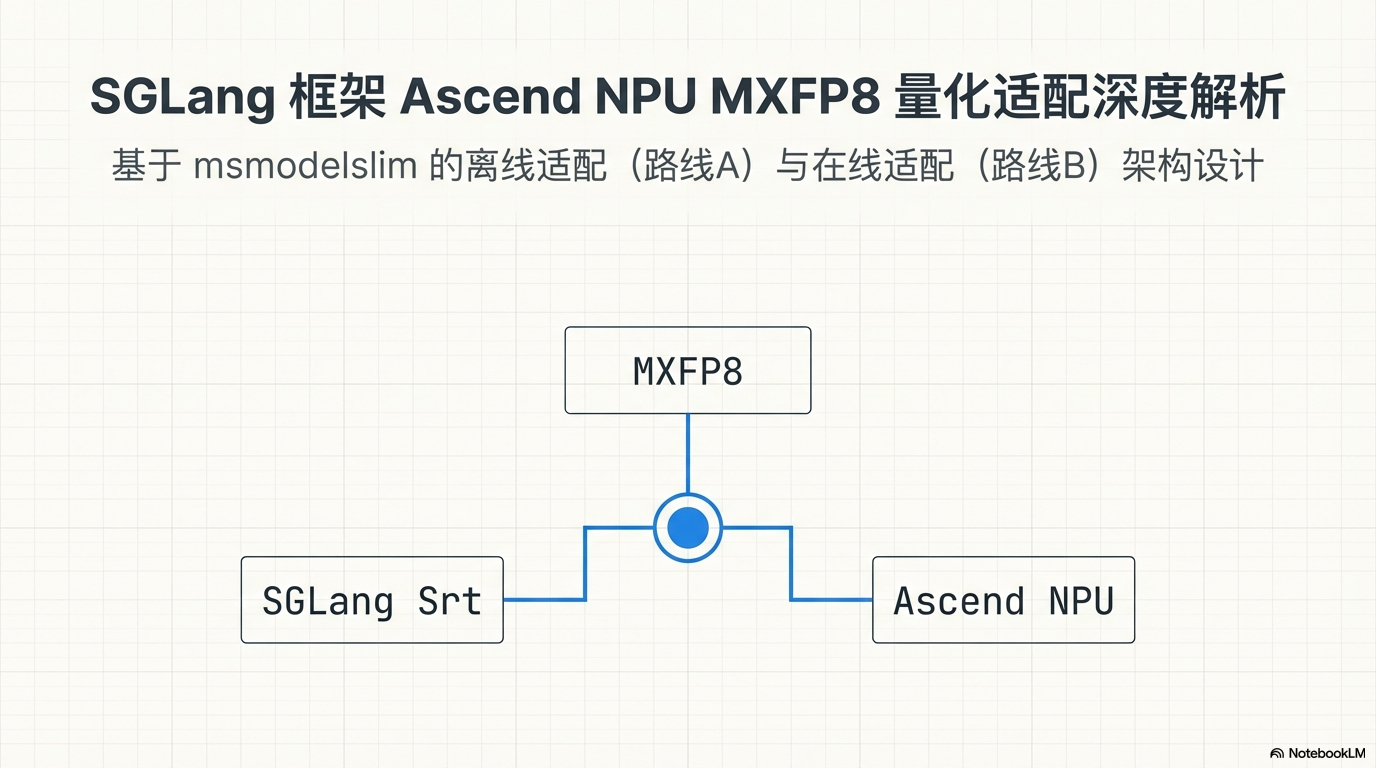 SGLang 框架 Ascend NPU MXFP8 量化适配深度解析
基于 msmodelslim 的离线适配（路线A）与在线适配（路线B）架构设计
MXFP8
SGLang Srt
Ascend NPU
NotebookLM